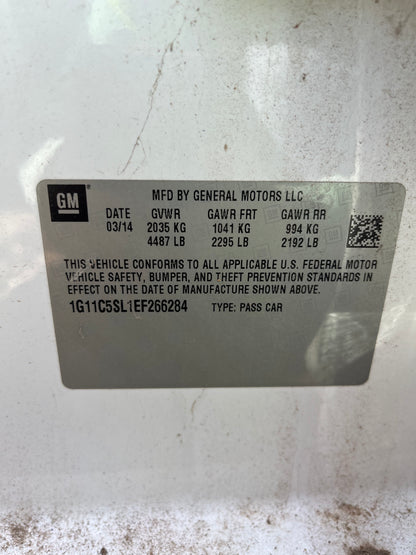 GM
MFD BY GENERAL MOTORS LLC
DATE GVWR GAWR FRT GAWR RR
03/14 2035 KG 1041 KG 994 KG
4487 LB 2295 LB 2192 LB
THIS VEHICLE CONFORMS TO ALL APPLICABLE U.S. FEDERAL MOTOR
VEHICLE SAFETY, BUMPER, AND THEFT PREVENTION STANDARDS IN
EFFECT ON THE DATE OF MANUFACTURE SHOWN ABOVE.
1G11C5SL1EF266284 TYPE: PASS CAR